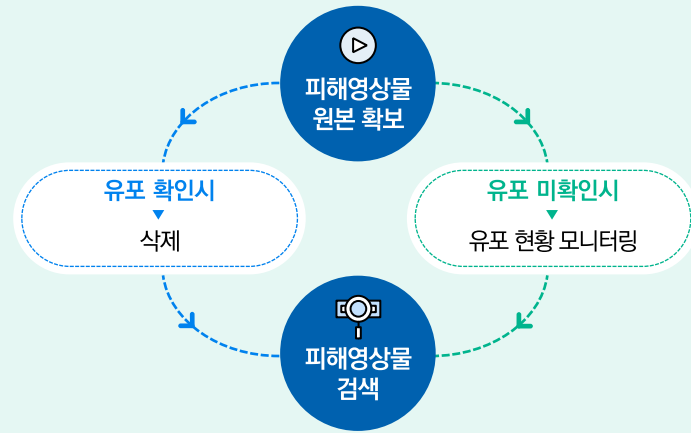 피해영상물
원본 확보
유포 확인시
삭제
유포 미확인시
유포 현황 모니터링
피해영상물
검색